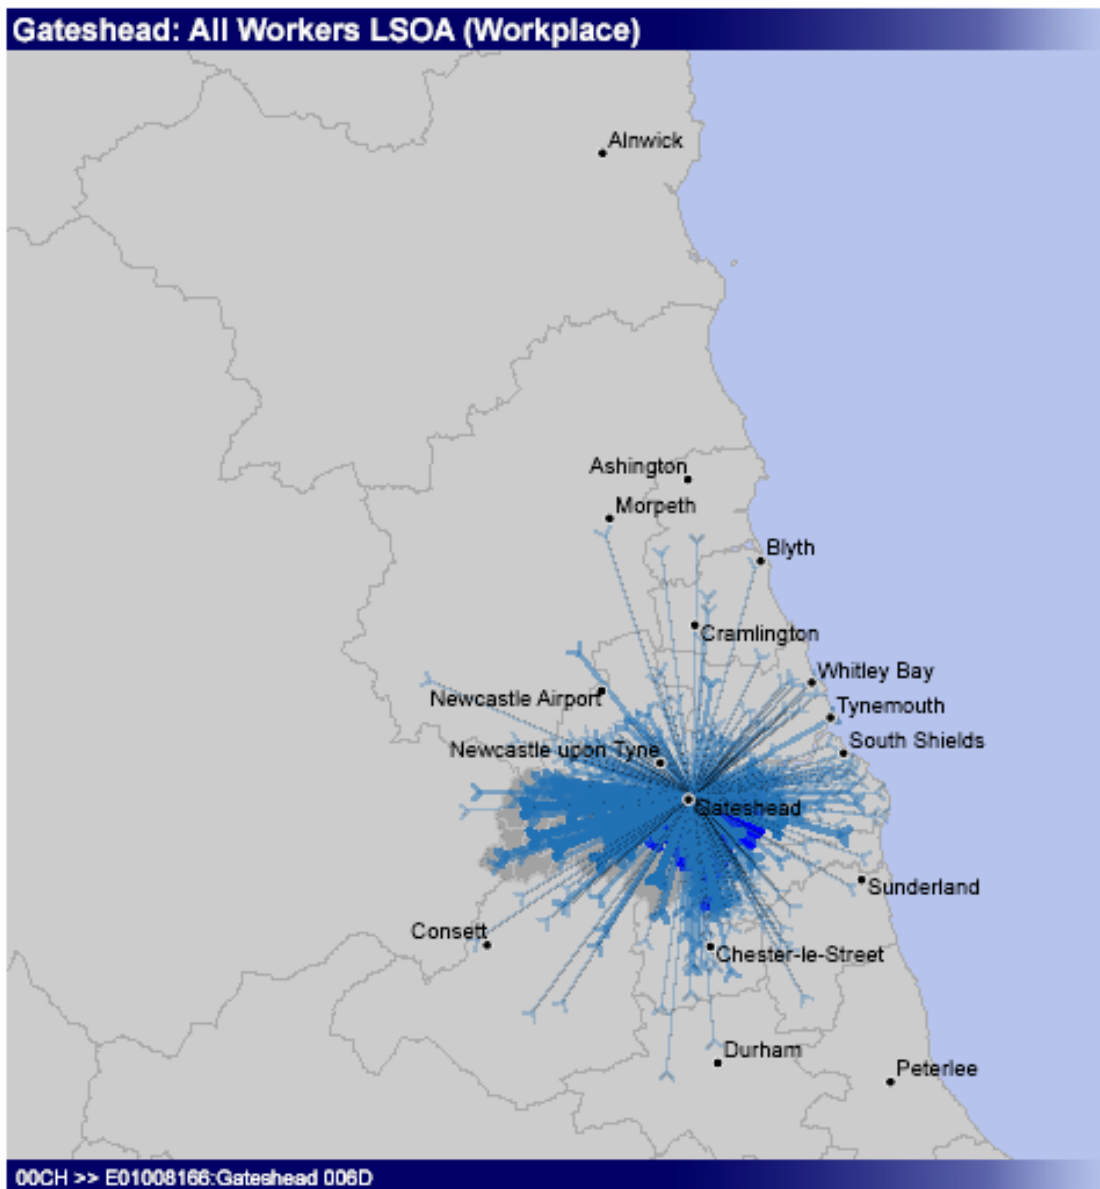 Gateshead: All Workers LSOA (Workplace)
Alnwick
Ashington
Morpeth
Blyth
Cramlington
Whitley Bay
Newcastle Airport
Tynemouth
South Shields
Newcastle upon Tyne
Gateshead
Sunderland
Consett
Chester-le-Street
Durham
Peterlee
00CH >> E01008166:Gateshead 006D